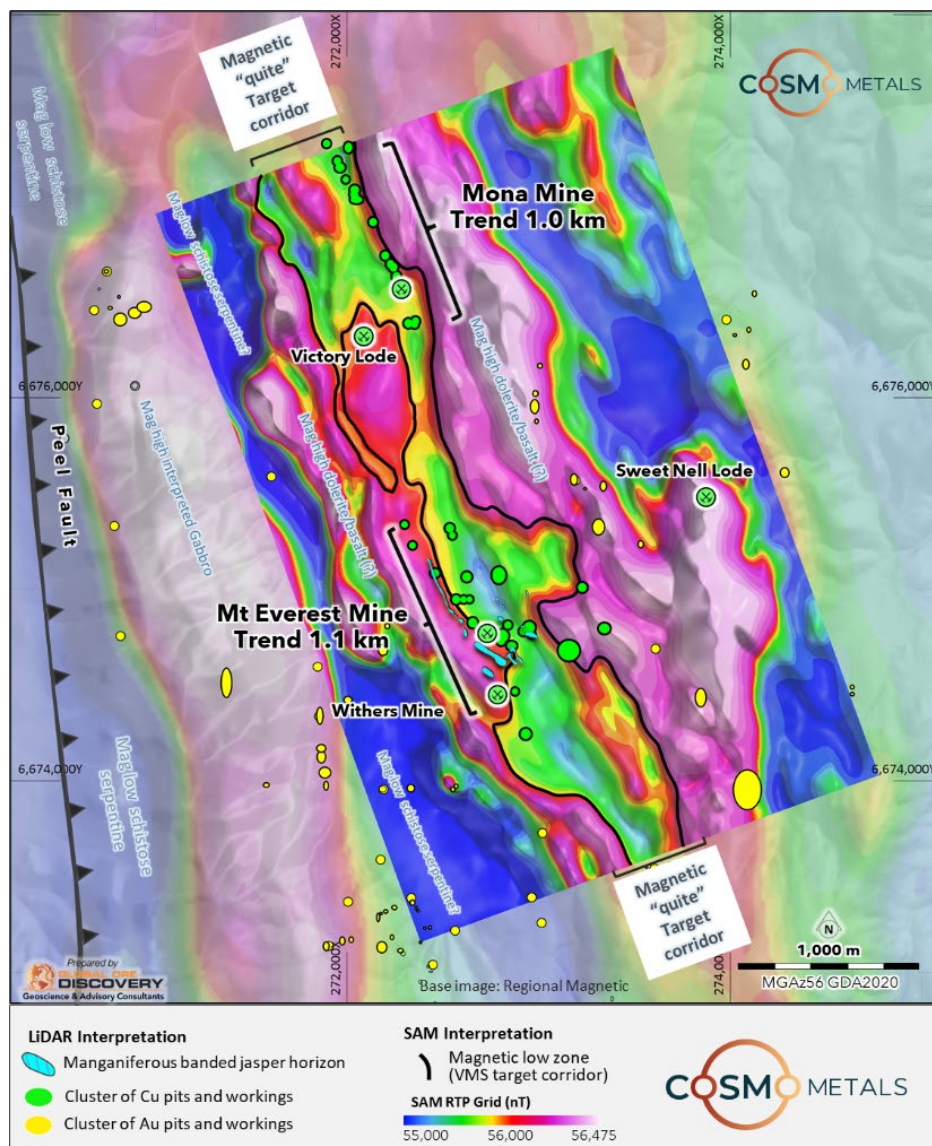 272,000X
274,000X
Magnetic
"quite"
Target
corridor
COSMO METALS
Mag low schistose
serpentine
Mag low schistose serpentine?
Mona Mine
Trend 1.0 km
Victory Lode
6,676,000Y
6,676,000Y
Mag high dolerite/basalt (?)
Peel Fault
Mag high interpreted Gabbro
Mag high dolerite/basalt (?)
Sweet Nell Lode
Mt Everest Mine
Trend 1.1 km
Withers Mine
6,674,000Y
6,674,000Y
Mag low schistose
serpentine
Mag low schistose serpentine?
Magnetic
"quite"
Target
corridor
N
1,000 m
MGAz56 GDA2020
272,000X
274,00
Prepared by
GLOBAL ORE
DISCOVERY
Geoscience & Advisory Consultants
Base image: Regional Magnetic
LiDAR Interpretation
Manganiferous banded jasper horizon
Cluster of Cu pits and workings
Cluster of Au pits and workings
SAM Interpretation
Magnetic low zone
(VMS target corridor)
SAM RTP Grid (nT)
55,000 56,000 56,475
COSMO METALS